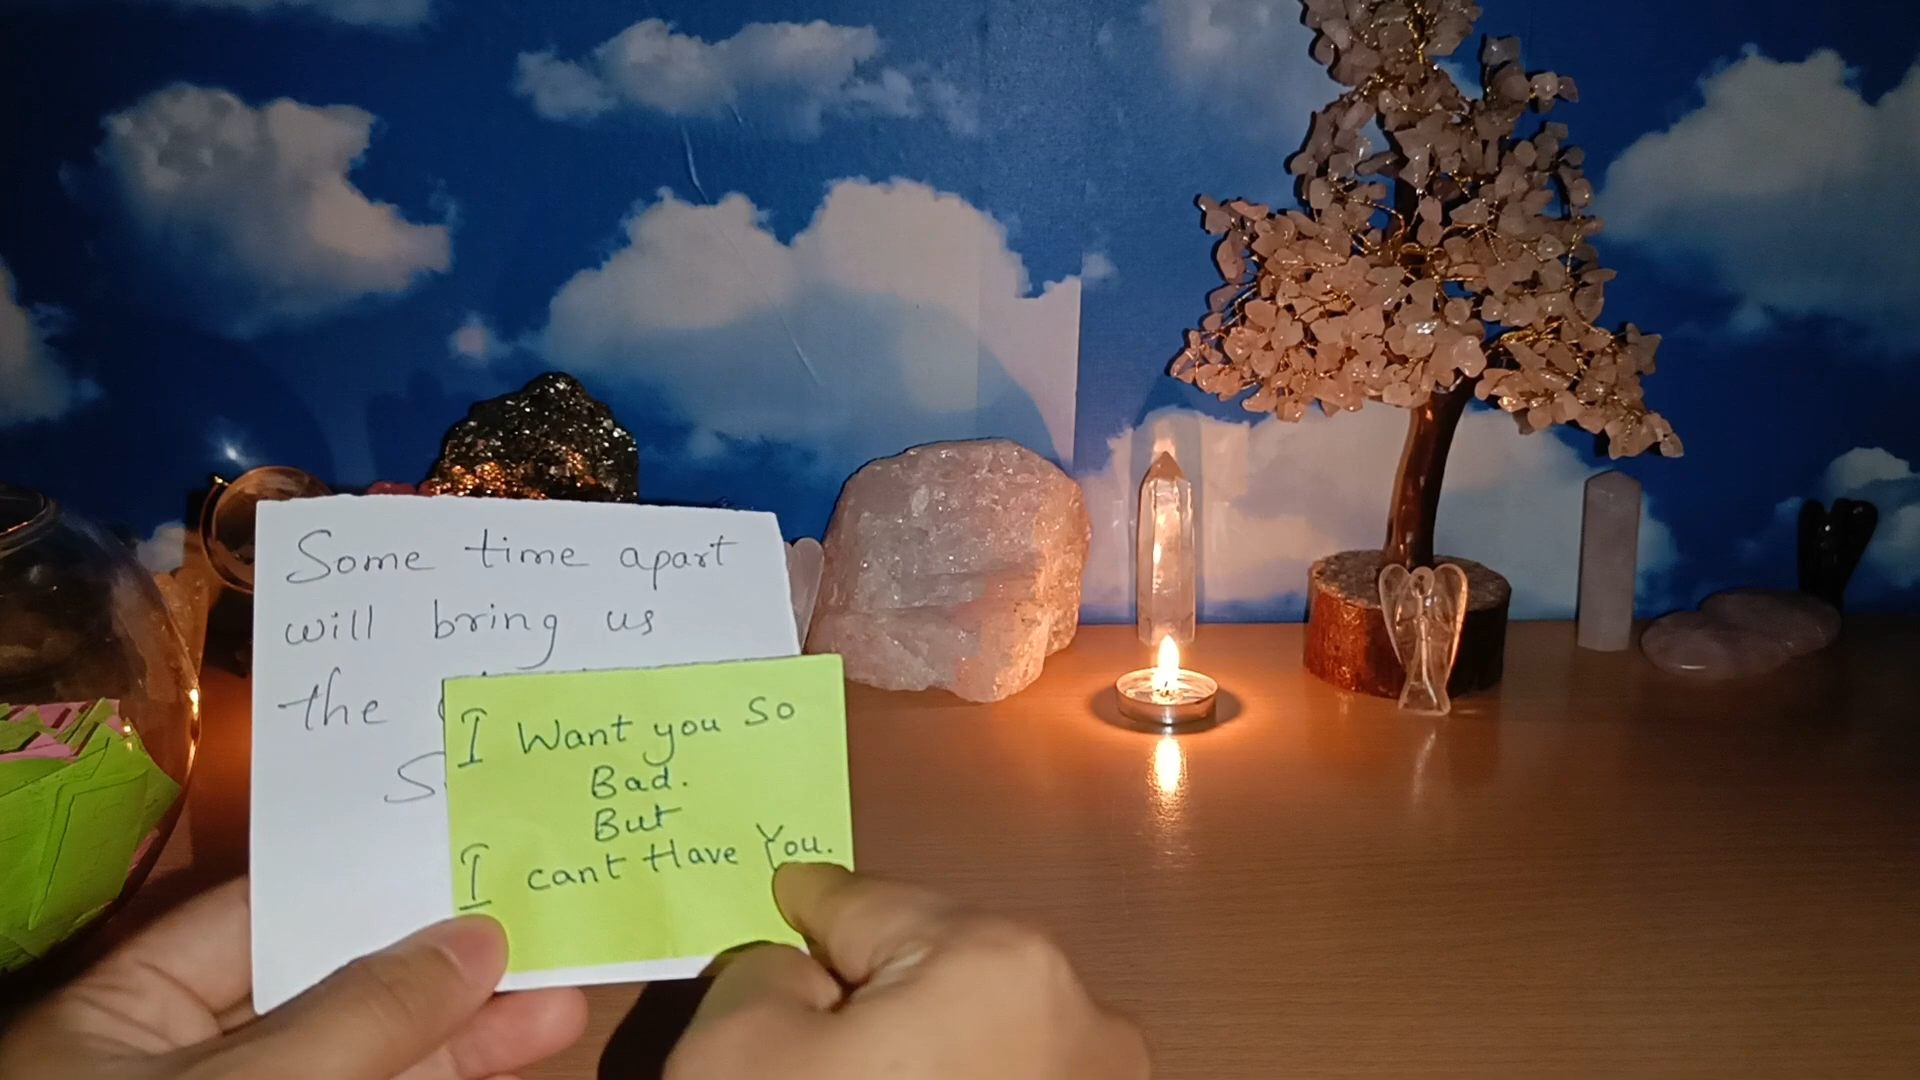 Some time apart
will bring us
the
I Want you So
Bad.
But
I cant Have You.